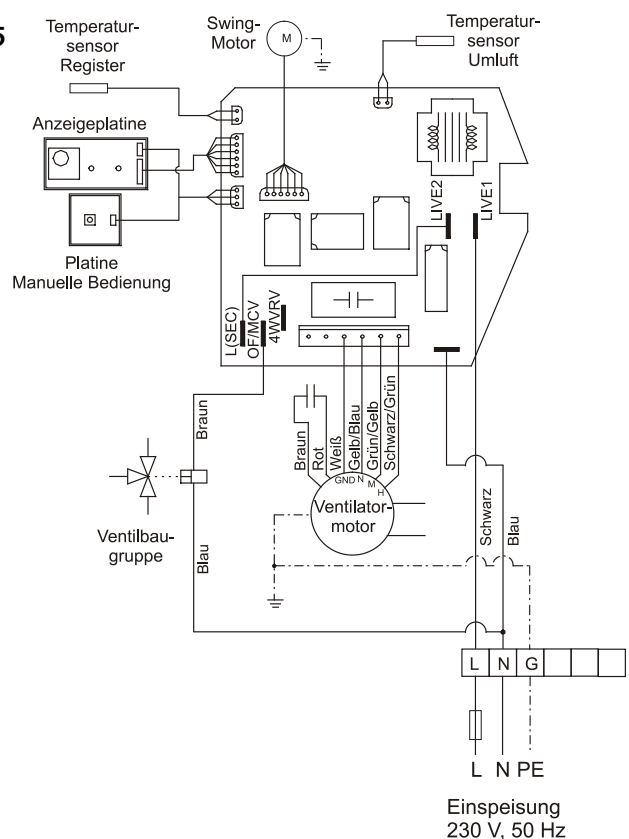 5
Temperatur-
sensor
Register
Swing-
Motor
M
Temperatur-
sensor
Umluft
Anzeigeplatine
Platine
Manuelle Bedienung
LIVE2
LIVE1
L(SEC)
OF/MCV
4WVRV
Braun
Braun
Rot
Weiß
Gelb/Blau
Grün/Gelb
Schwarz/Grün
GND
N
M
H
Ventilator-
motor
Ventilbau-
gruppe
Blau
Schwarz
Blau
L N G
L N PE
Einspeisung
230 V, 50 Hz